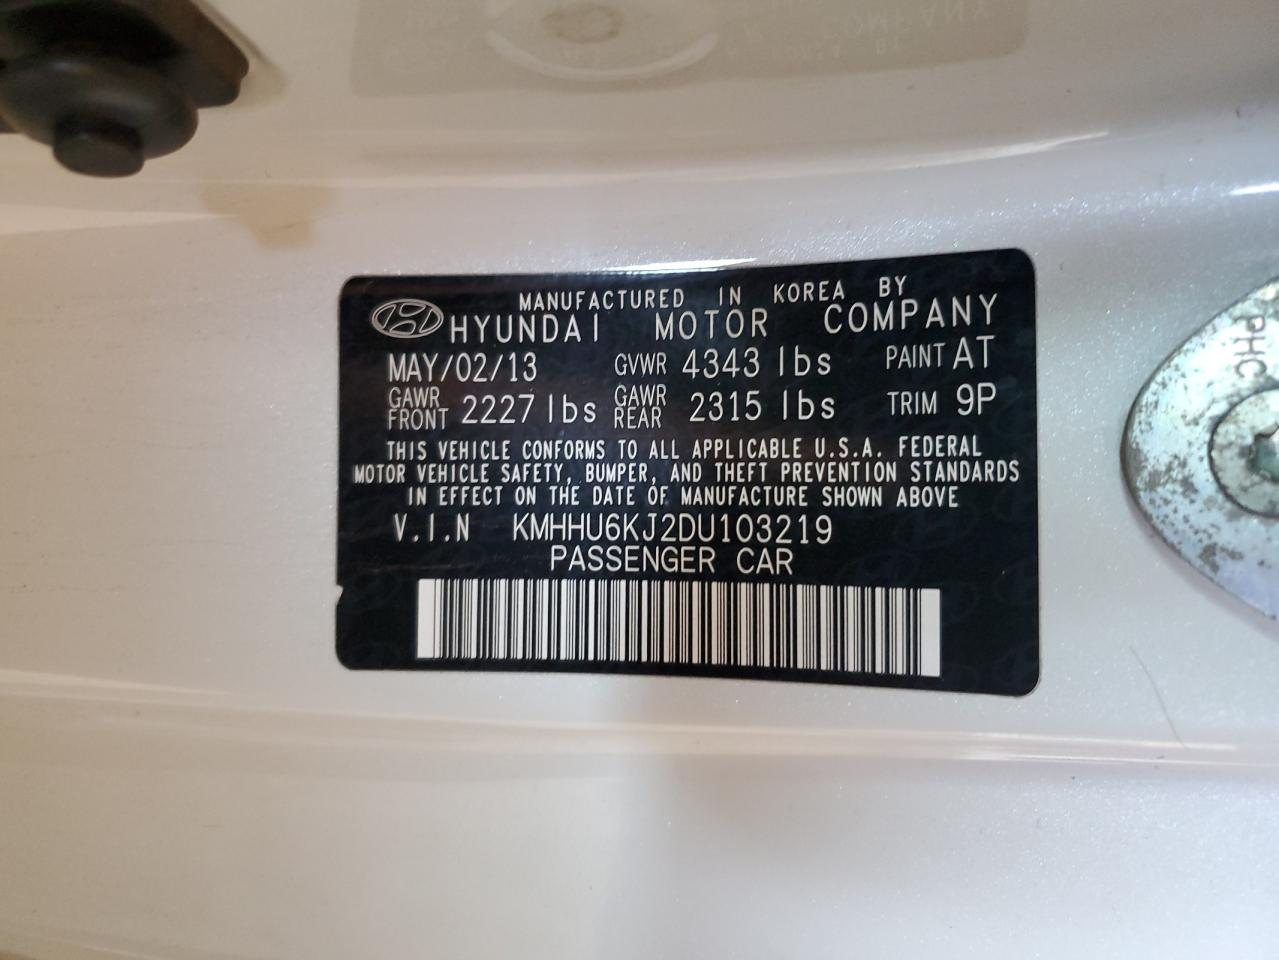 MANUFACTURED IN KOREA BY
HYUNDAI MOTOR COMPANY
MAY/02/13 GVWR 4343 lbs PAINT AT
GAWR FRONT 2227 lbs GAWR REAR 2315 lbs TRIM 9P
THIS VEHICLE CONFORMS TO ALL APPLICABLE U.S.A. FEDERAL
MOTOR VEHICLE SAFETY, BUMPER, AND THEFT PREVENTION STANDARDS
IN EFFECT ON THE DATE OF MANUFACTURE SHOWN ABOVE
V.I.N KMHHU6KJ2DU103219
PASSENGER CAR
PHC